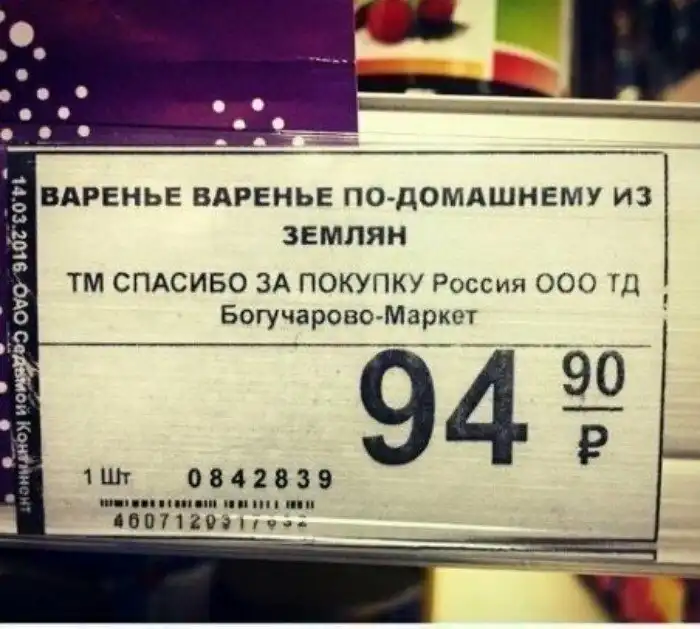 14.03.2016 ОАО Седьмой Континент
ВАРЕНЬЕ ВАРЕНЬЕ ПО-ДОМАШНЕМУ ИЗ
ЗЕМЛЯН
ТМ СПАСИБО ЗА ПОКУПКУ Россия ООО ТД
Богучарово-Маркет
94 90
₽
1 Шт 0842839